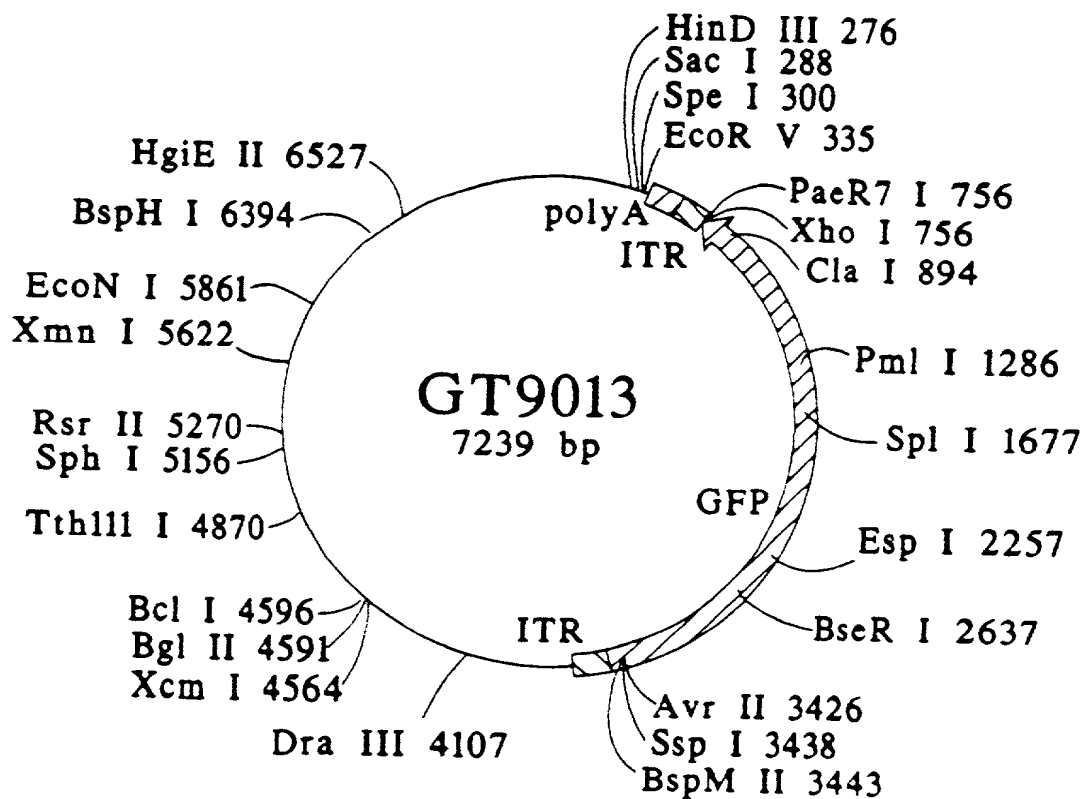 HinD III 276
Sac I 288
Spe I 300
EcoR V 335
HgiE II 6527
PaeR7 I 756
BspH I 6394
polyA
Xho I 756
ITR
Cla I 894
EcoN I 5861
Xmn I 5622
Pml I 1286
GT9013
7239 bp
Rsr II 5270
Spl I 1677
Sph I 5156
GFP
Tth111 I 4870
Esp I 2257
Bcl I 4596
ITR
BseR I 2637
Bgl II 4591
Xcm I 4564
Avr II 3426
Dra III 4107
Ssp I 3438
BspM II 3443